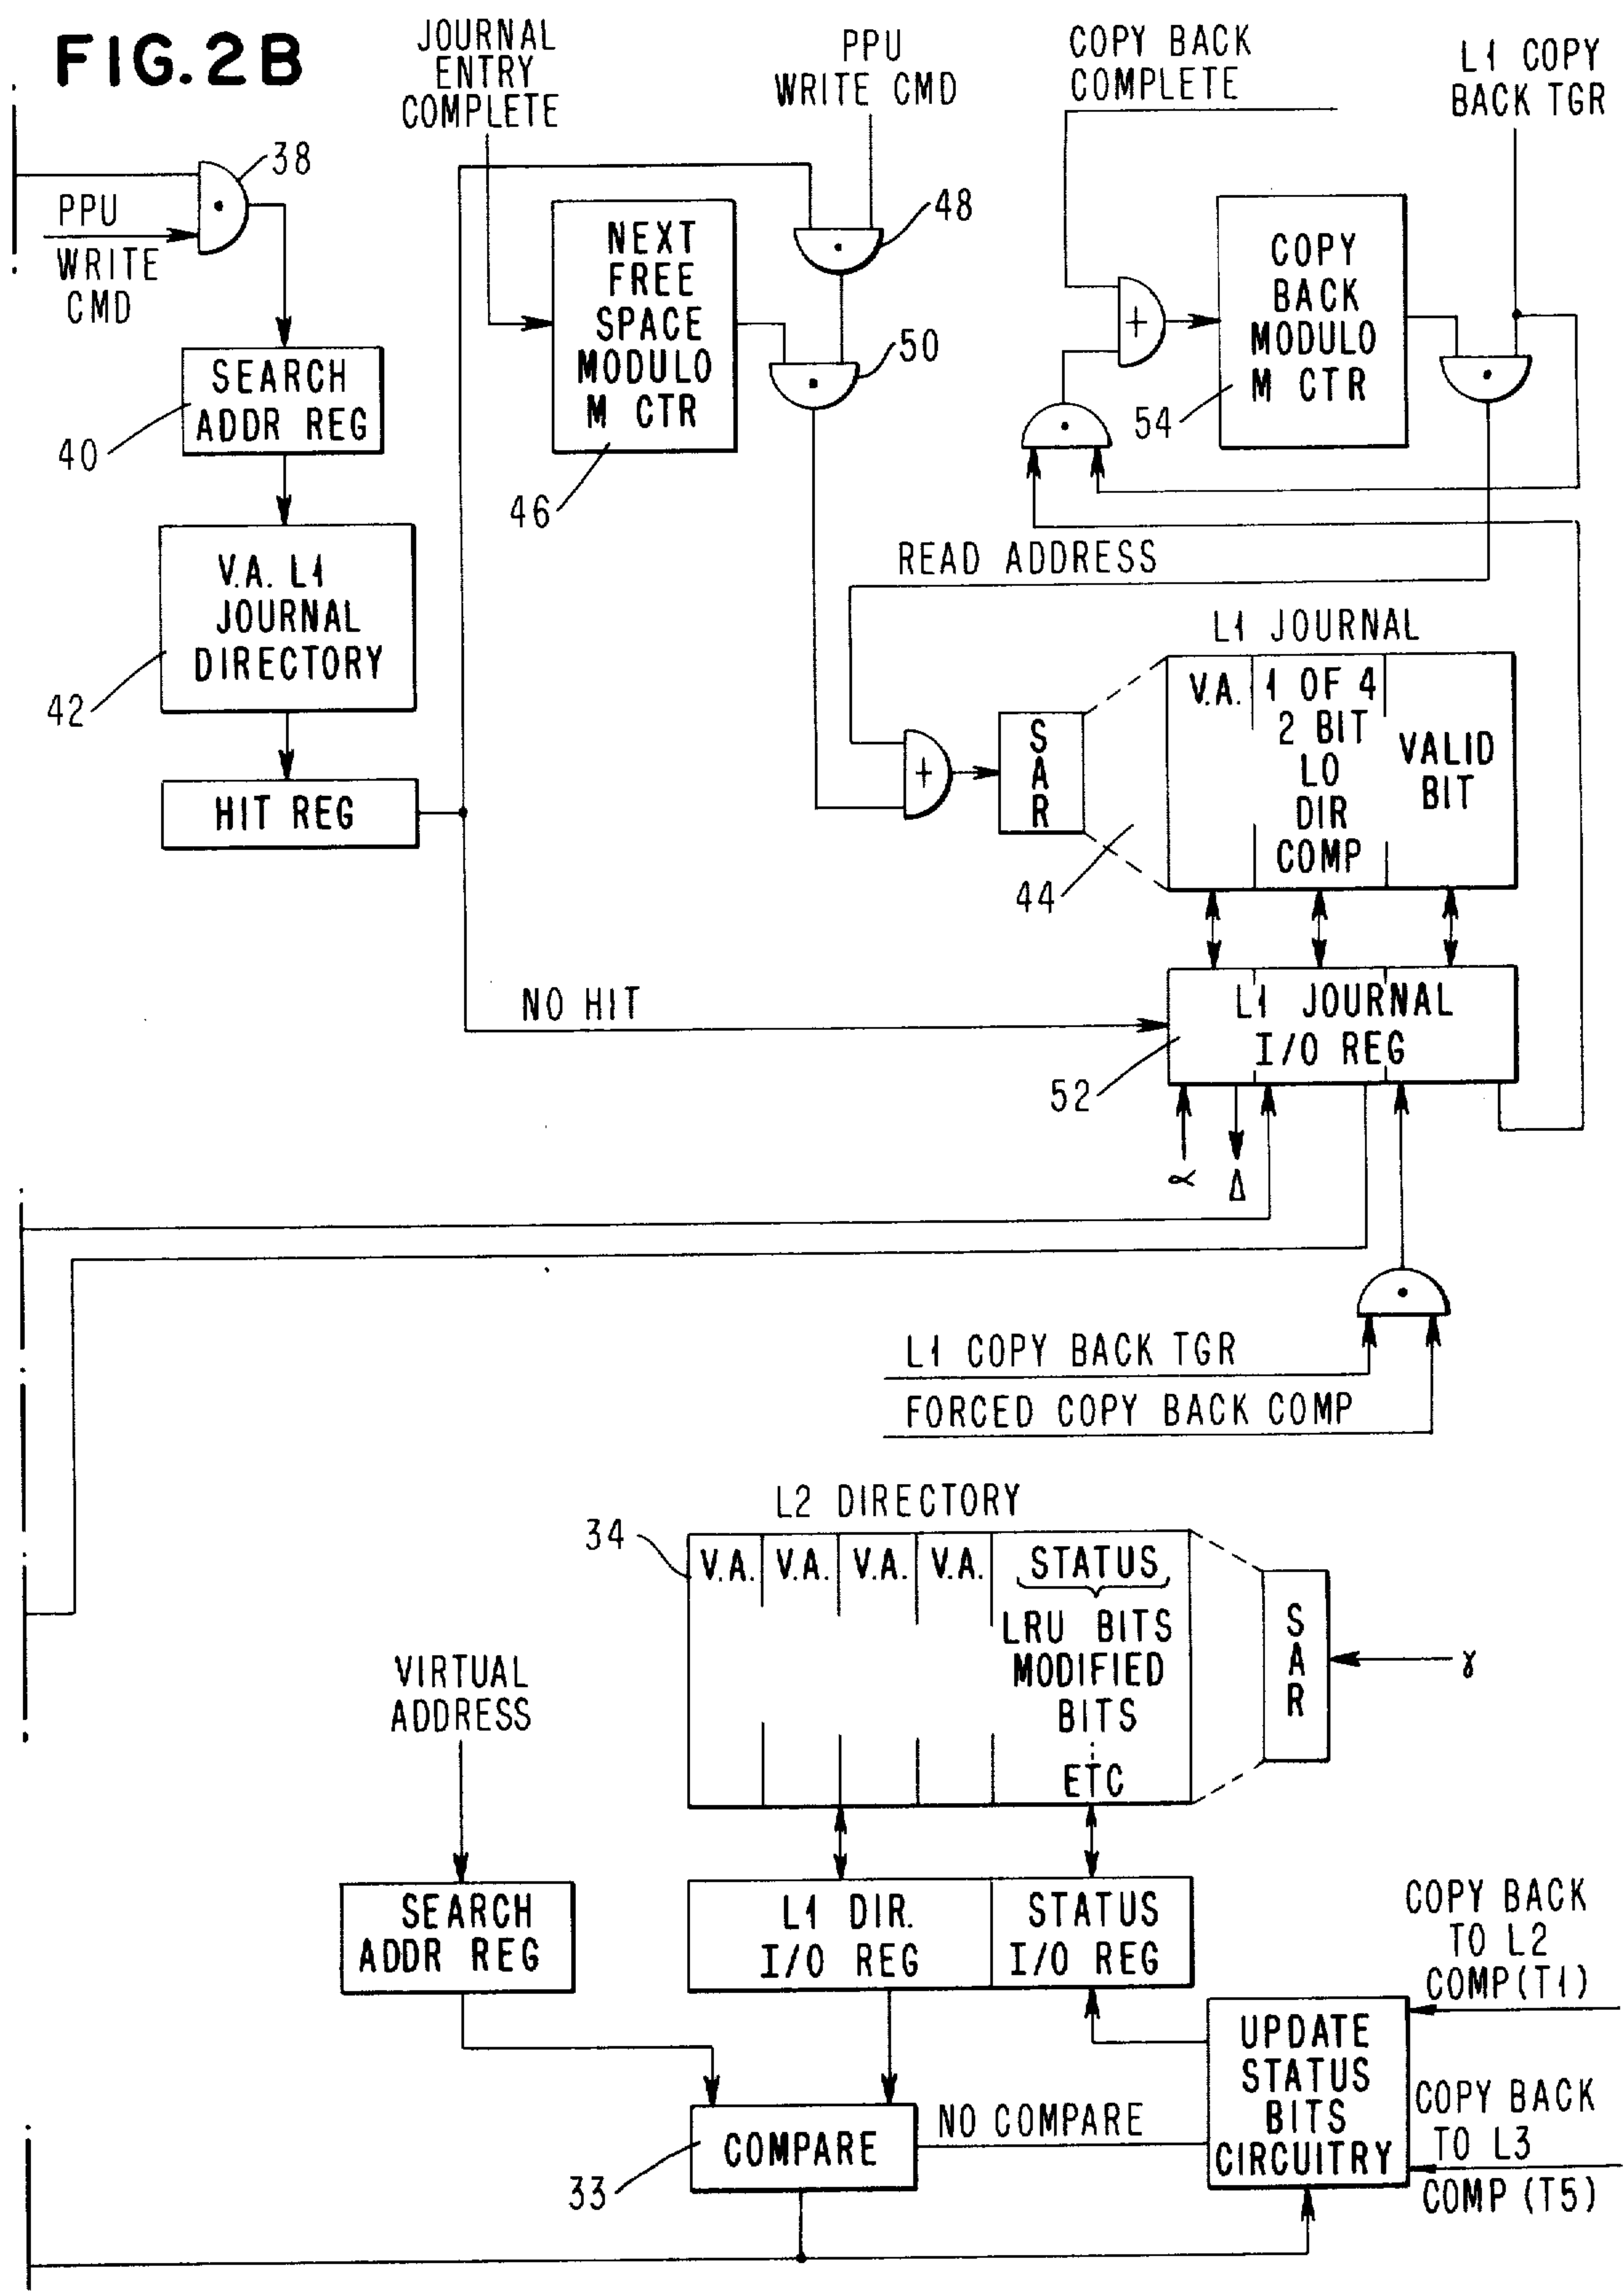 FIG.2B
JOURNAL
ENTRY
COMPLETE
PPU
WRITE CMD
COPY BACK
COMPLETE
L1 COPY
BACK TGR
38
PPU
WRITE
CMD
NEXT
FREE
SPACE
MODULO
M CTR
48
COPY
BACK
MODULO
M CTR
50
54
SEARCH
ADDR REG
40
46
V.A. L1
JOURNAL
DIRECTORY
42
READ ADDRESS
HIT REG
L1 JOURNAL
V.A.
1 OF 4
2 BIT
LO
DIR
COMP
VALID
BIT
S
A
R
+
+
44
NO HIT
L1 JOURNAL
I/O REG
52
α
Δ
L1 COPY BACK TGR
FORCED COPY BACK COMP
L2 DIRECTORY
34
V.A.
V.A.
V.A.
V.A.
STATUS
LRU BITS
MODIFIED
BITS
ETC
S
A
R
γ
VIRTUAL
ADDRESS
SEARCH
ADDR REG
L1 DIR.
I/O REG
STATUS
I/O REG
COPY BACK
TO L2
COMP(T1)
UPDATE
STATUS
BITS
CIRCUITRY
COPY BACK
TO L3
COMP (T5)
COMPARE
NO COMPARE
33